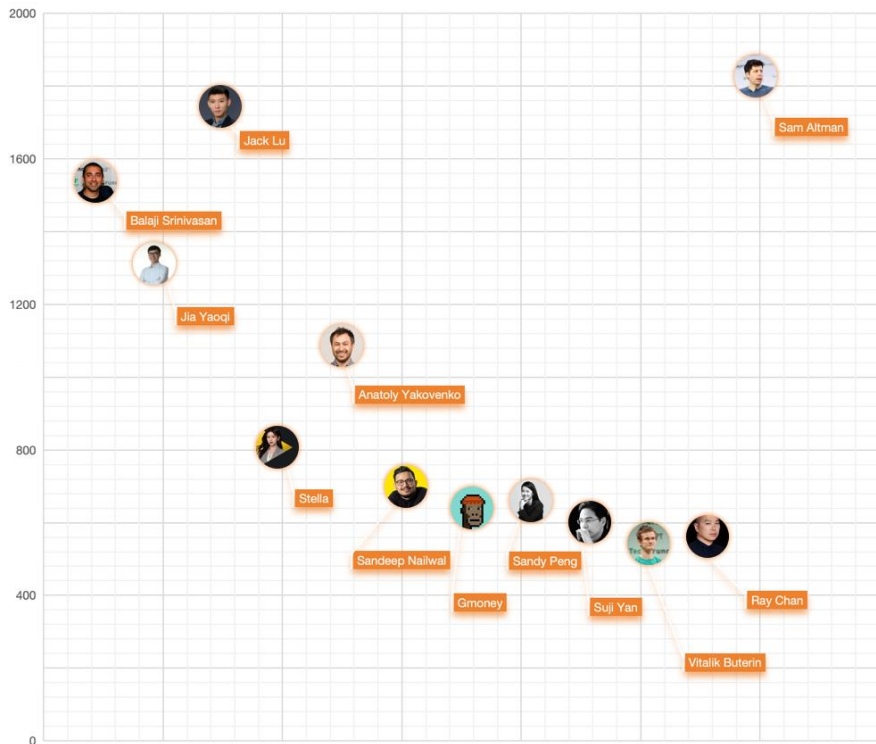 2000
Jack Lu
Sam Altman
1600
Balaji Srinivasan
Jia Yaoqi
1200
Anatoly Yakovenko
800
Stella
Sandeep Nailwal
Sandy Peng
Gmoney
Suji Yan
Ray Chan
400
Vitalik Buterin
0